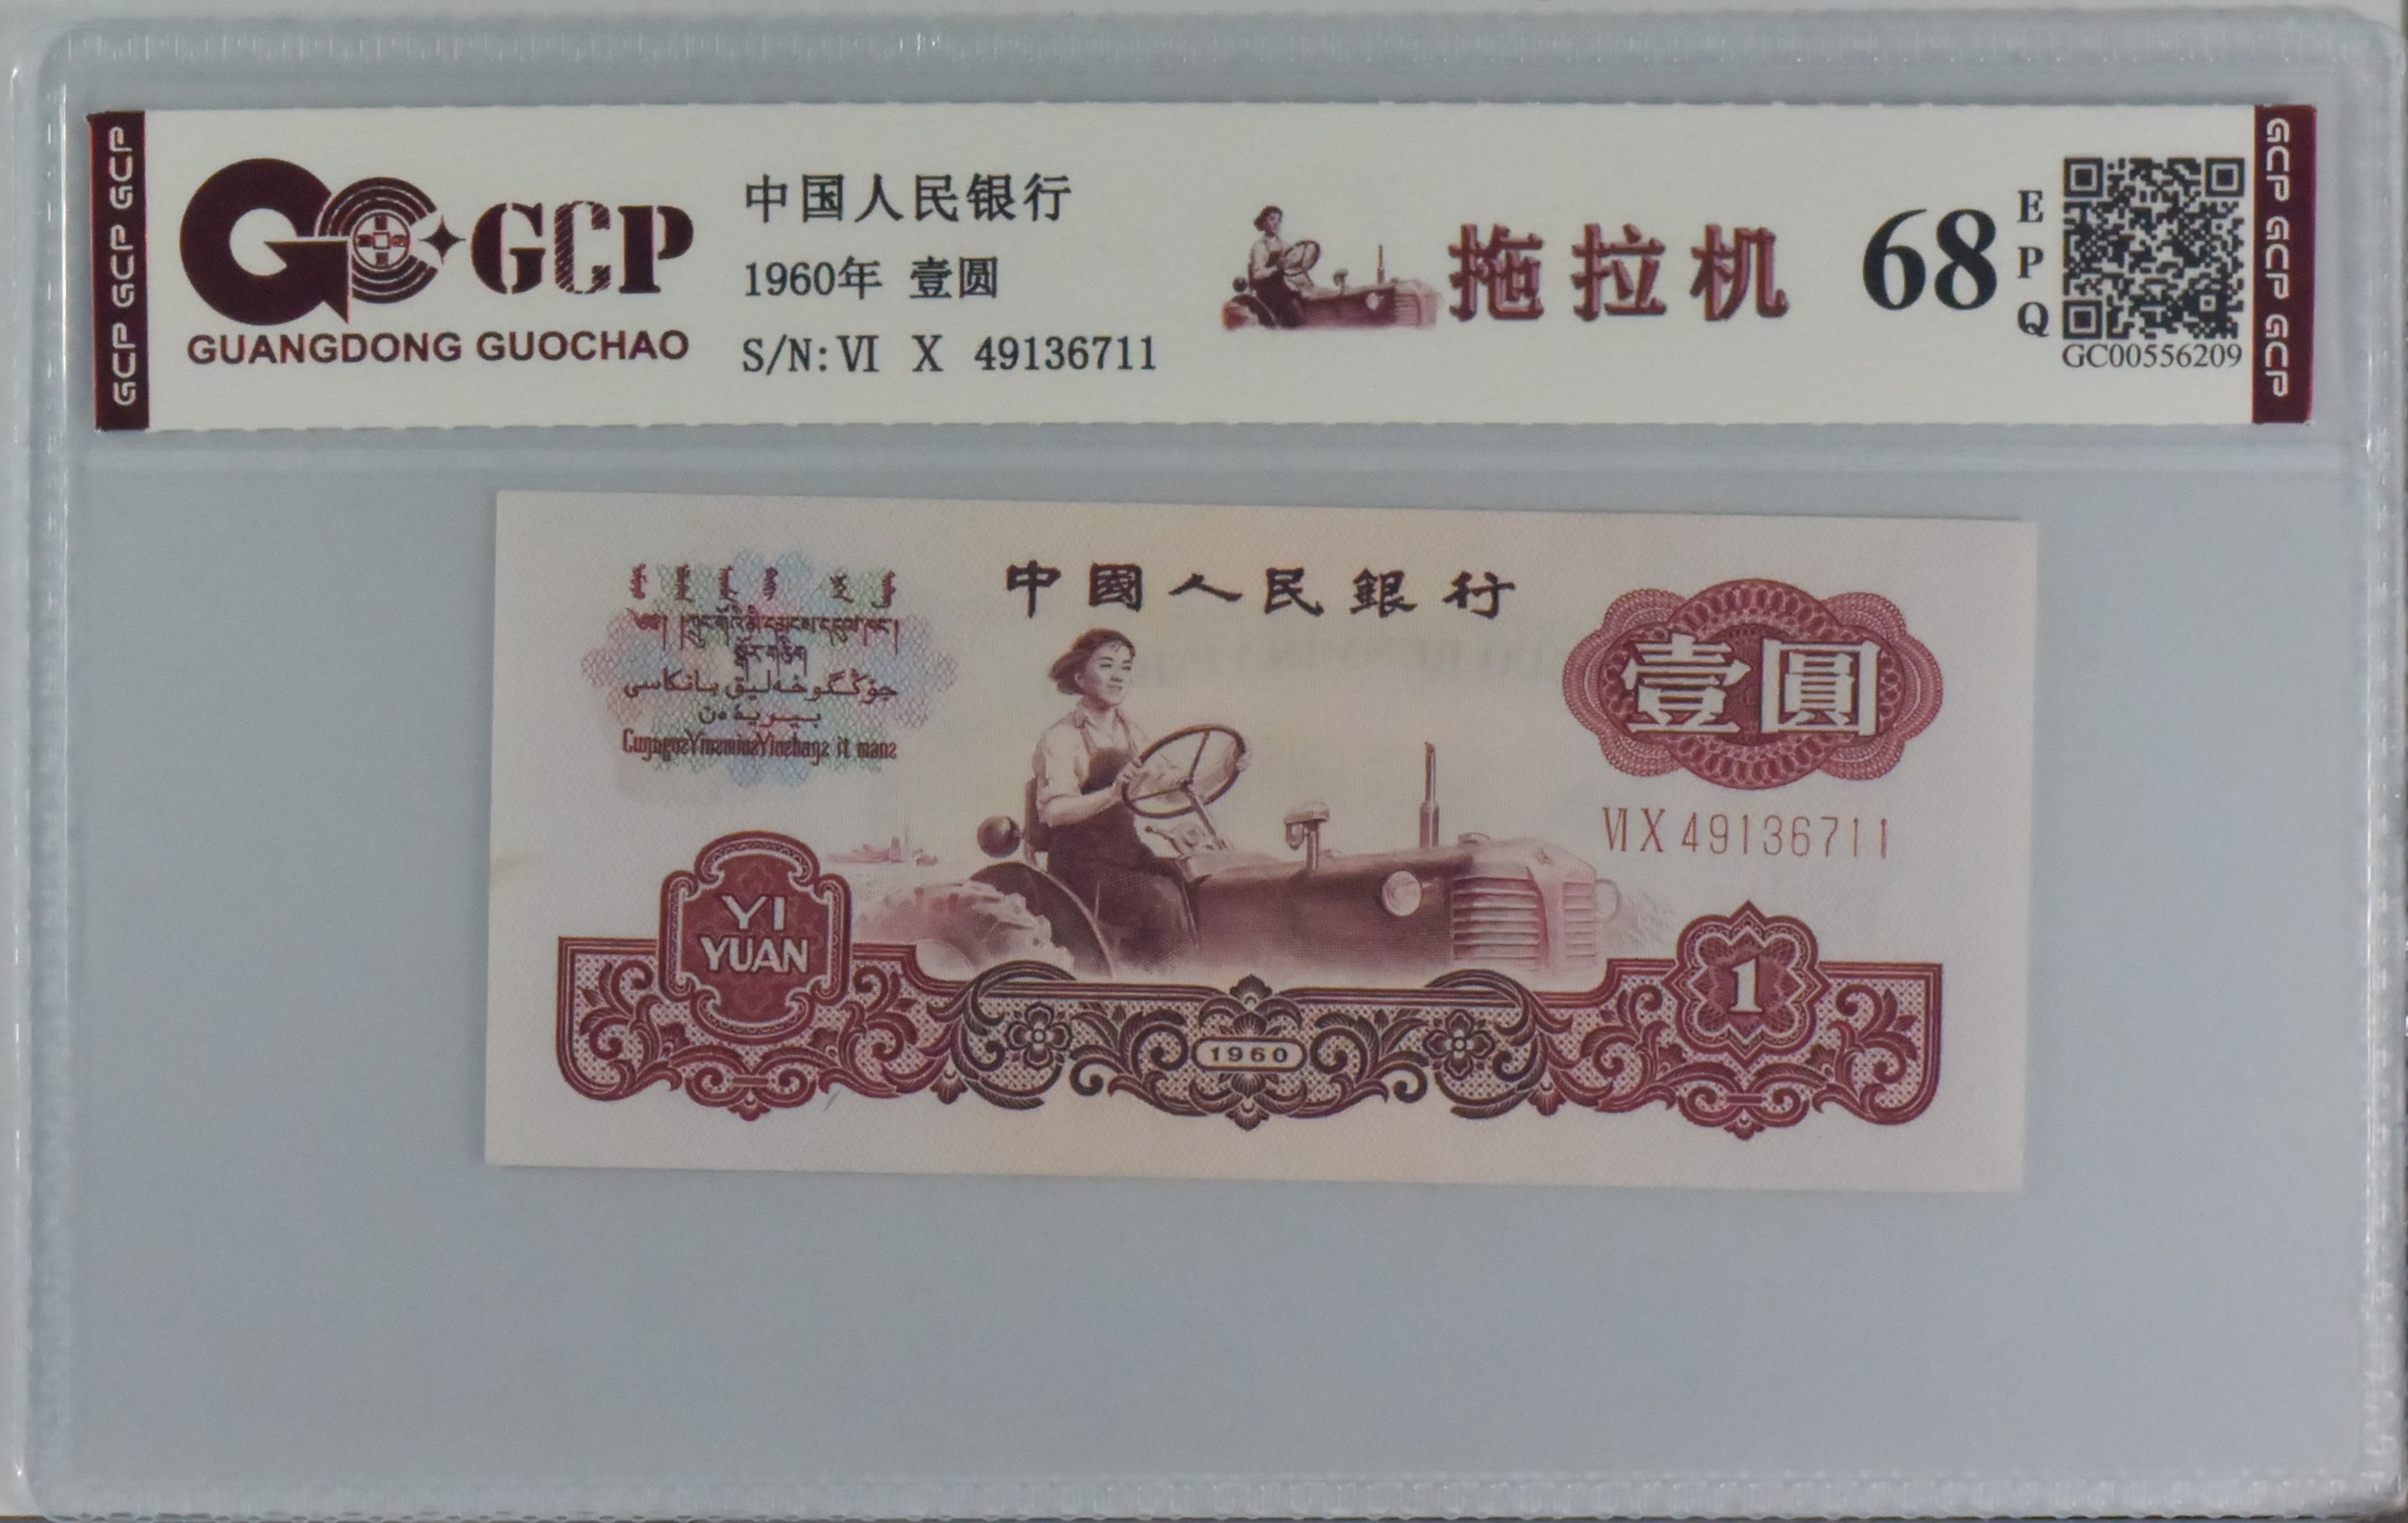 GCP GCP GCP
GCP
GUANGDONG GUOCHAO
中国人民银行
1960年 壹圆
S/N: VI X 49136711
拖拉机
68
EPQ
GC00556209
GCP GCP GCP
中國人民銀行
壹圓
VI X 49136711
YI
YUAN
1
1960